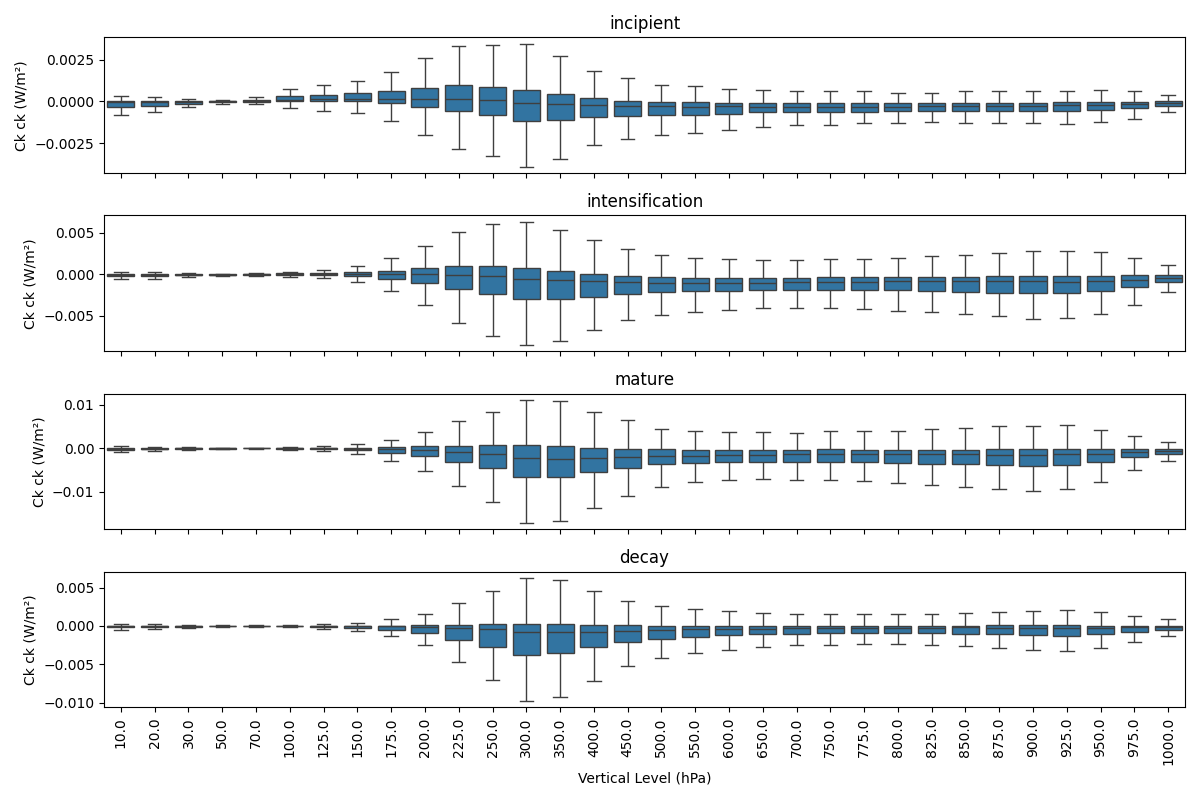 incipient
Ck ck (W/m²)
0.0025
0.0000
−0.0025
intensification
Ck ck (W/m²)
0.005
0.000
−0.005
mature
Ck ck (W/m²)
0.01
0.00
−0.01
decay
Ck ck (W/m²)
0.005
0.000
−0.005
−0.010
10.0 20.0 30.0 50.0 70.0 100.0 125.0 150.0 175.0 200.0 225.0 250.0 300.0 350.0 400.0 450.0 500.0 550.0 600.0 650.0 700.0 750.0 775.0 800.0 825.0 850.0 875.0 900.0 925.0 950.0 975.0 1000.0
Vertical Level (hPa)